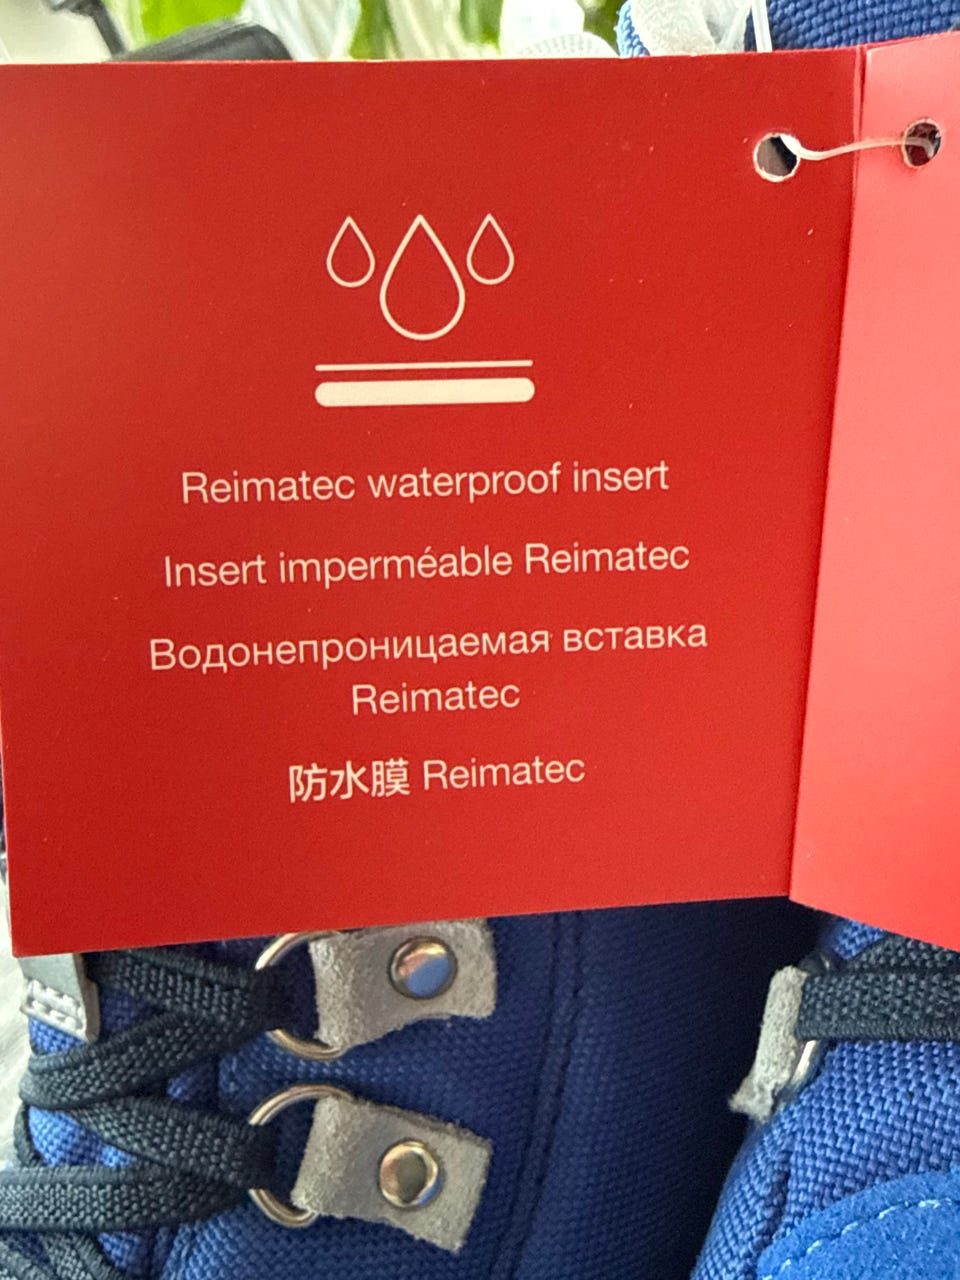 Reimatec waterproof insert
Insert imperméable Reimatec
Водонепроницаемая вставка
Reimatec
防水膜 Reimatec